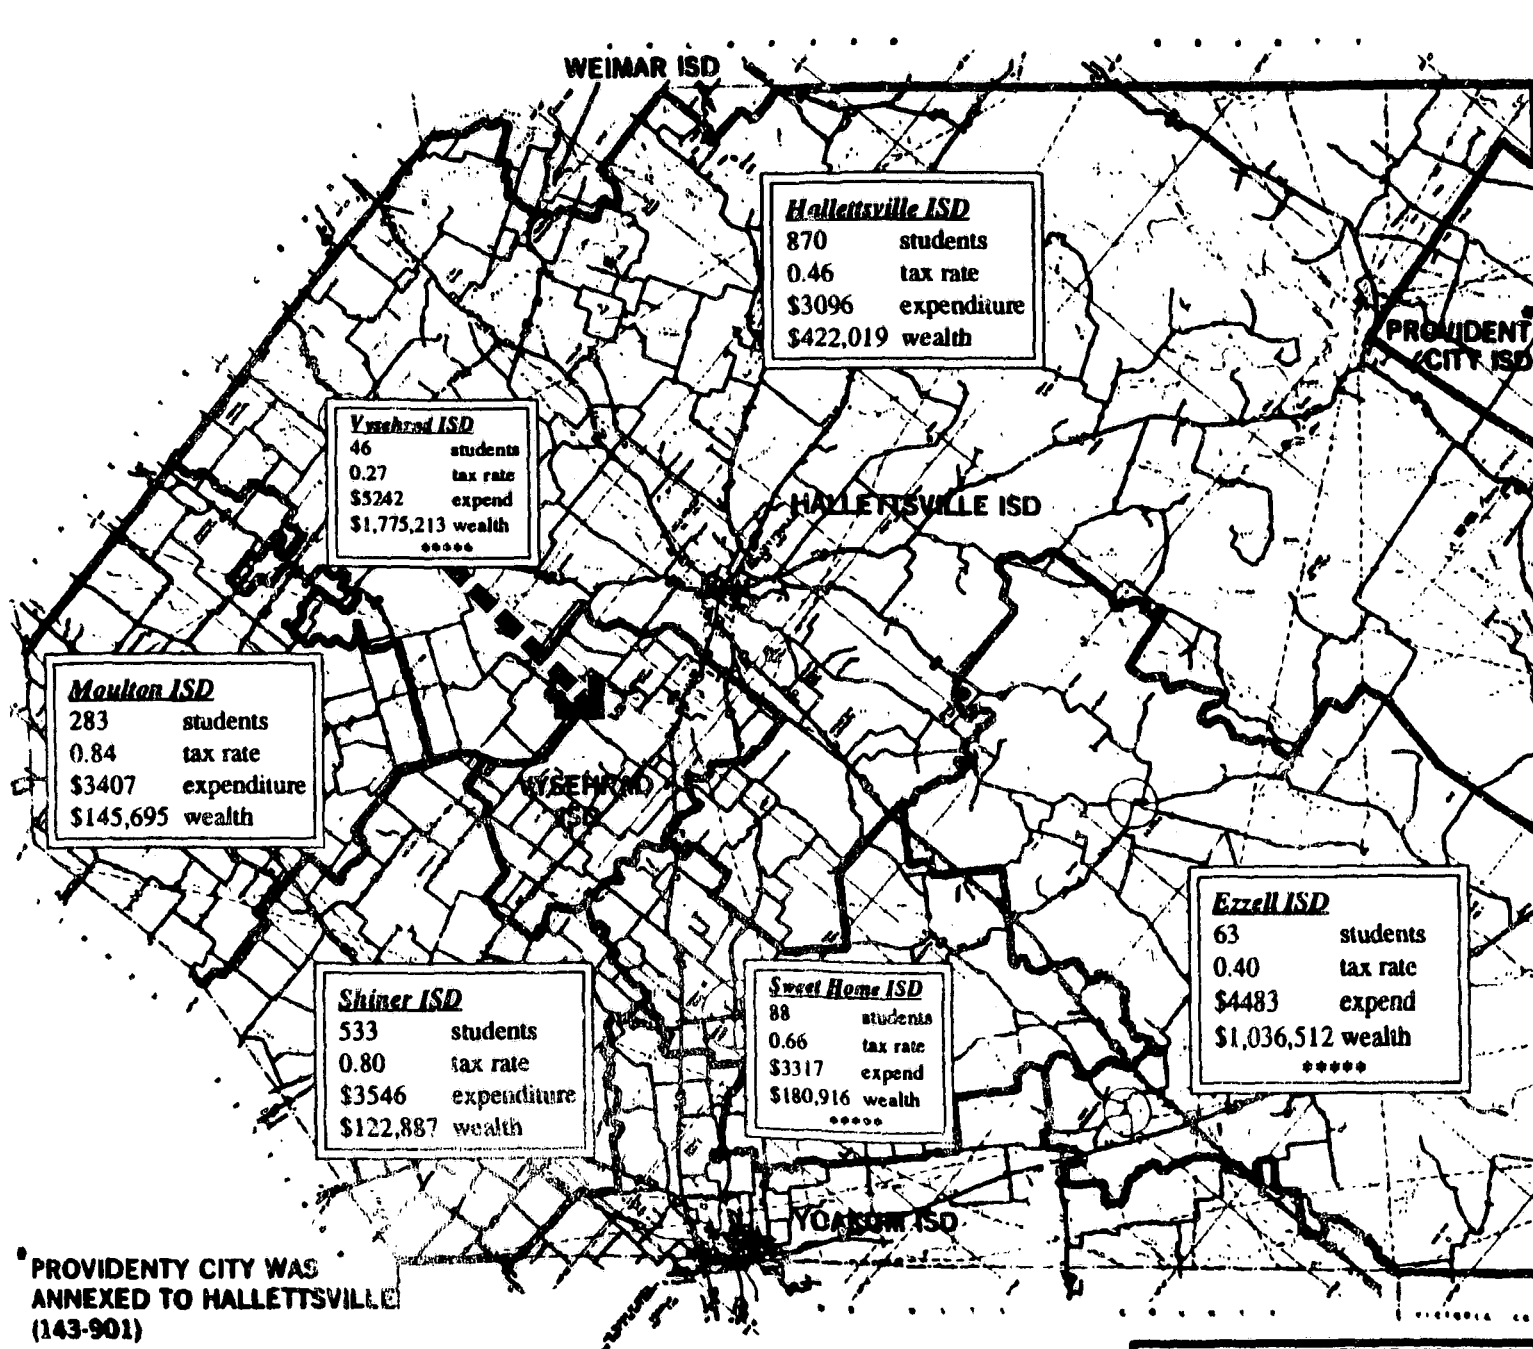 WEIMAR ISD
Hallettsville ISD
870 students
0.46 tax rate
$3096 expenditure
$422,019 wealth
PROVIDENT
CITY ISD
Vysehrad ISD
46 students
0.27 tax rate
$5242 expend
$1,775,213 wealth
*****
HALLETTSVILLE ISD
Moulton ISD
283 students
0.84 tax rate
$3407 expenditure
$145,695 wealth
VYSEHRAD
ISD
Ezzell ISD
63 students
0.40 tax rate
$4483 expend
$1,036,512 wealth
*****
Shiner ISD
533 students
0.80 tax rate
$3546 expenditure
$122,887 wealth
Sweet Home ISD
88 students
0.66 tax rate
$3317 expend
$180,916 wealth
*****
YOAKUM ISD
*PROVIDENTY CITY WAS
ANNEXED TO HALLETTSVILLE
(143-901)